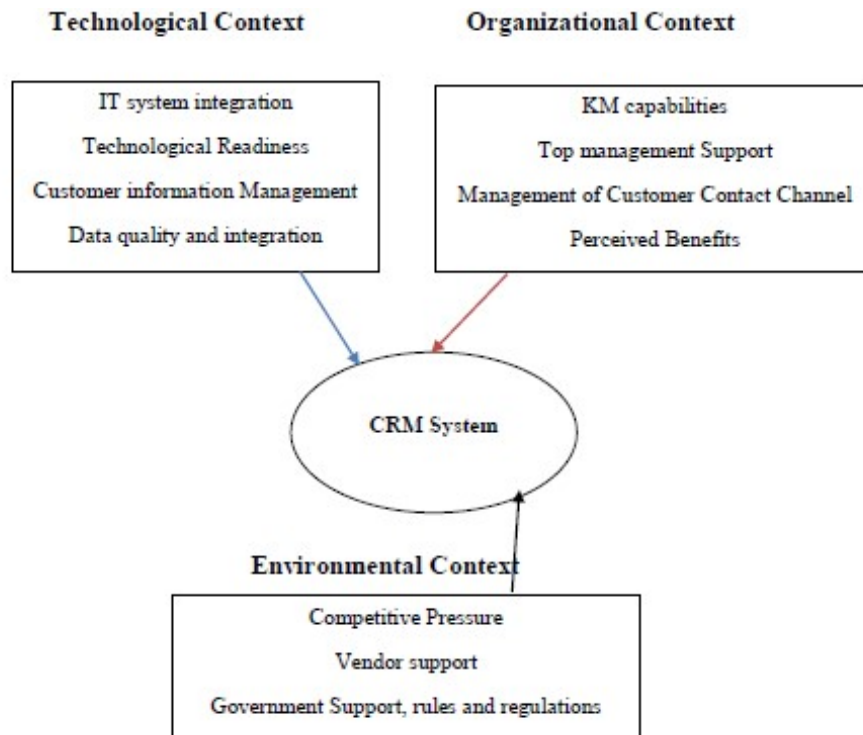 Technological Context
IT system integration
Technological Readiness
Customer information Management
Data quality and integration
Organizational Context
KM capabilities
Top management Support
Management of Customer Contact Channel
Perceived Benefits
CRM System
Environmental Context
Competitive Pressure
Vendor support
Government Support, rules and regulations